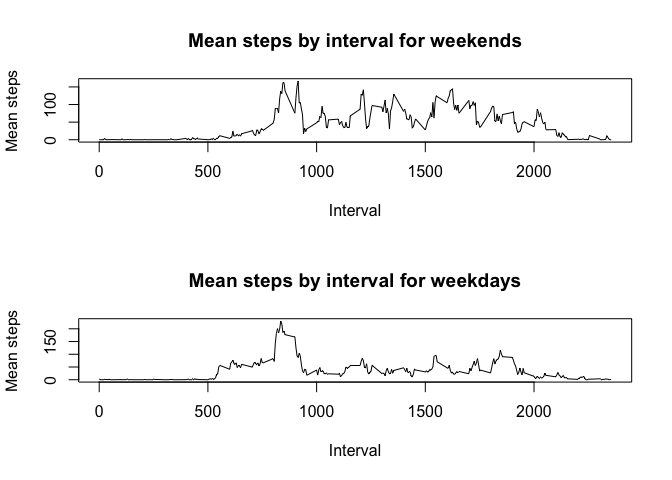 Mean steps by interval for weekends
Mean steps
0 100
0 500 1000 1500 2000
Interval
Mean steps by interval for weekdays
Mean steps
0 150
0 500 1000 1500 2000
Interval